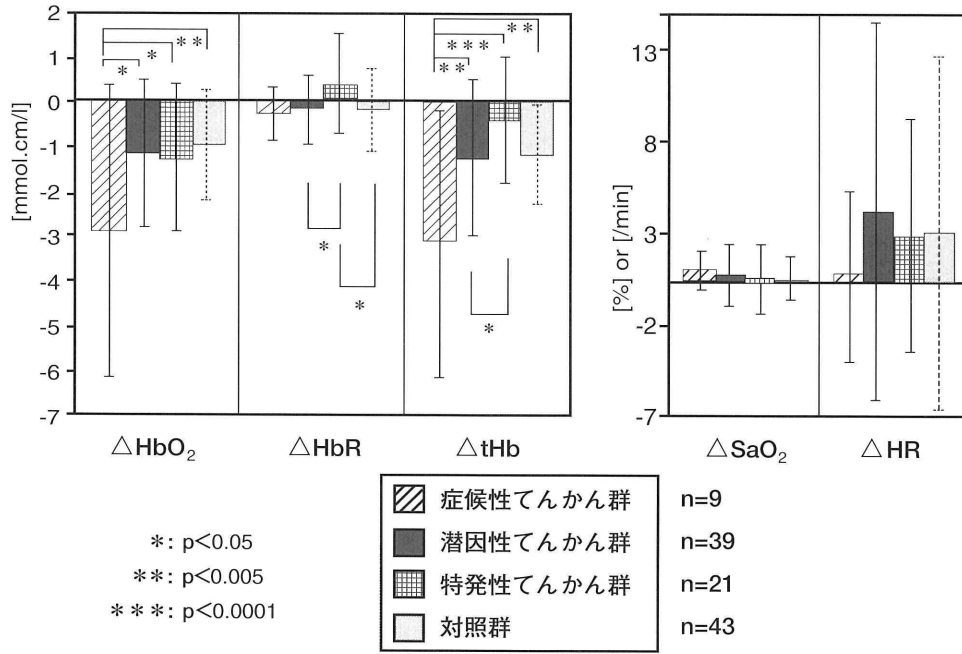 2
1
0
-1
-2
-3
-4
-5
-6
-7
[mmol.cm/l]
**
*
*
*
*
**
***
**
*
△HbO₂
△HbR
△tHb
13
8
3
-2
-7
[%] or [/min]
△SaO₂
△HR
*: p<0.05
**: p<0.005
***: p<0.0001
症候性てんかん群 n=9
潜因性てんかん群 n=39
特発性てんかん群 n=21
対照群 n=43